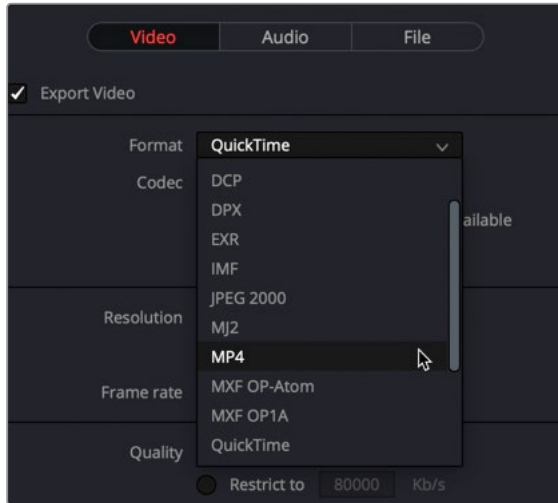 Video Audio File
Export Video
Format QuickTime
Codec DCP
DPX
ailable
EXR
IMF
JPEG 2000
Resolution
MJ2
MP4
Frame rate MXF OP-Atom
MXF OP1A
Quality QuickTime
Restrict to 80000 Kb/s